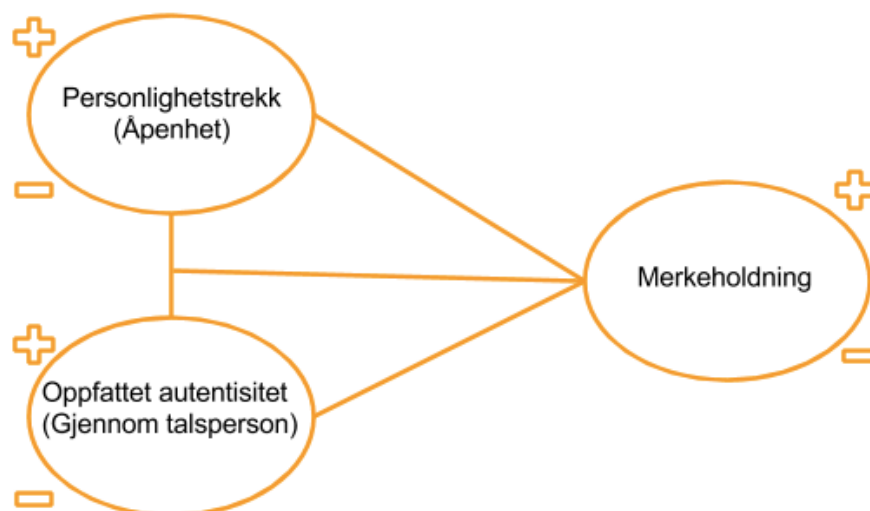 Personlighetstrekk
(Åpenhet)
Merkeholdning
Oppfattet autentisitet
(Gjennom talsperson)